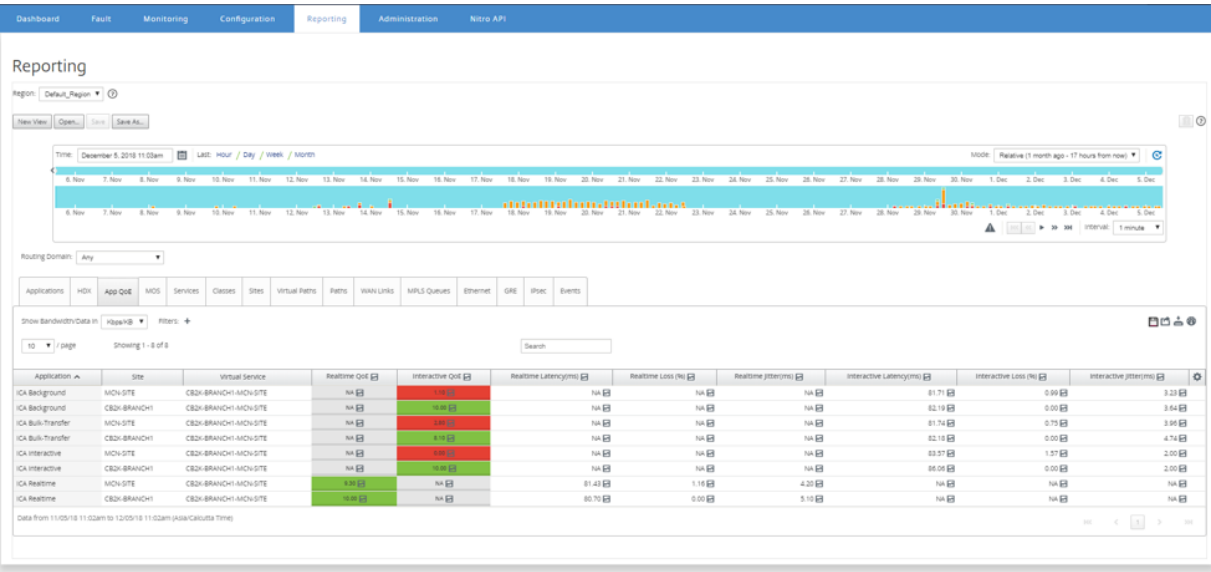 Dashboard Fault Monitoring Configuration Reporting Administration Nitro API
Reporting
Region: Default_Region
New View Open... Save Save As...
Time: December 5, 2018 11:03am Last: Hour / Day / Week / Month Mode: Relative (1 month ago - 17 hours from now)
6. Nov 7. Nov 8. Nov 9. Nov 10. Nov 11. Nov 12. Nov 13. Nov 14. Nov 15. Nov 16. Nov 17. Nov 18. Nov 19. Nov 20. Nov 21. Nov 22. Nov 23. Nov 24. Nov 25. Nov 26. Nov 27. Nov 28. Nov 29. Nov 30. Nov 1. Dec 2. Dec 3. Dec 4. Dec 5. Dec
6. Nov 7. Nov 8. Nov 9. Nov 10. Nov 11. Nov 12. Nov 13. Nov 14. Nov 15. Nov 16. Nov 17. Nov 18. Nov 19. Nov 20. Nov 21. Nov 22. Nov 23. Nov 24. Nov 25. Nov 26. Nov 27. Nov 28. Nov 29. Nov 30. Nov 1. Dec 2. Dec 3. Dec 4. Dec 5. Dec
Interval: 1 minute
Routing Domain: Any
Applications HDX App QoE MOS Services Classes Sites Virtual Paths Paths WAN Links MPLS Queues Ethernet GRE IPsec Events
Show Bandwidth/Data in Kbps/KB Filters: +
10 / page Showing 1 - 8 of 8 Search
Application Site Virtual Service Realtime QoE Interactive QoE Realtime Latency(ms) Realtime Loss (%) Realtime Jitter(ms) Interactive Latency(ms) Interactive Loss (%) Interactive Jitter(ms)
ICA Background MCN-SITE CB2K-BRANCH1-MCN-SITE NA NA NA NA 81.71 0.99 3.23
ICA Background CB2K-BRANCH1 CB2K-BRANCH1-MCN-SITE NA 10.00 NA NA NA 82.19 0.00 3.64
ICA Bulk-Transfer MCN-SITE CB2K-BRANCH1-MCN-SITE NA NA NA NA 81.74 0.75 3.96
ICA Bulk-Transfer CB2K-BRANCH1 CB2K-BRANCH1-MCN-SITE NA NA NA NA 82.18 0.00 4.74
ICA Interactive MCN-SITE CB2K-BRANCH1-MCN-SITE NA NA NA NA 83.57 1.57 2.00
ICA Interactive CB2K-BRANCH1 CB2K-BRANCH1-MCN-SITE NA 10.00 NA NA NA 86.06 0.00 2.00
ICA Realtime MCN-SITE CB2K-BRANCH1-MCN-SITE NA 81.43 1.16 4.20 NA NA NA
ICA Realtime CB2K-BRANCH1 CB2K-BRANCH1-MCN-SITE 10.00 NA 80.70 0.00 5.10 NA NA NA
Data from 11/05/18 11:02am to 12/05/18 11:02am (Asia/Calcutta Time)
1